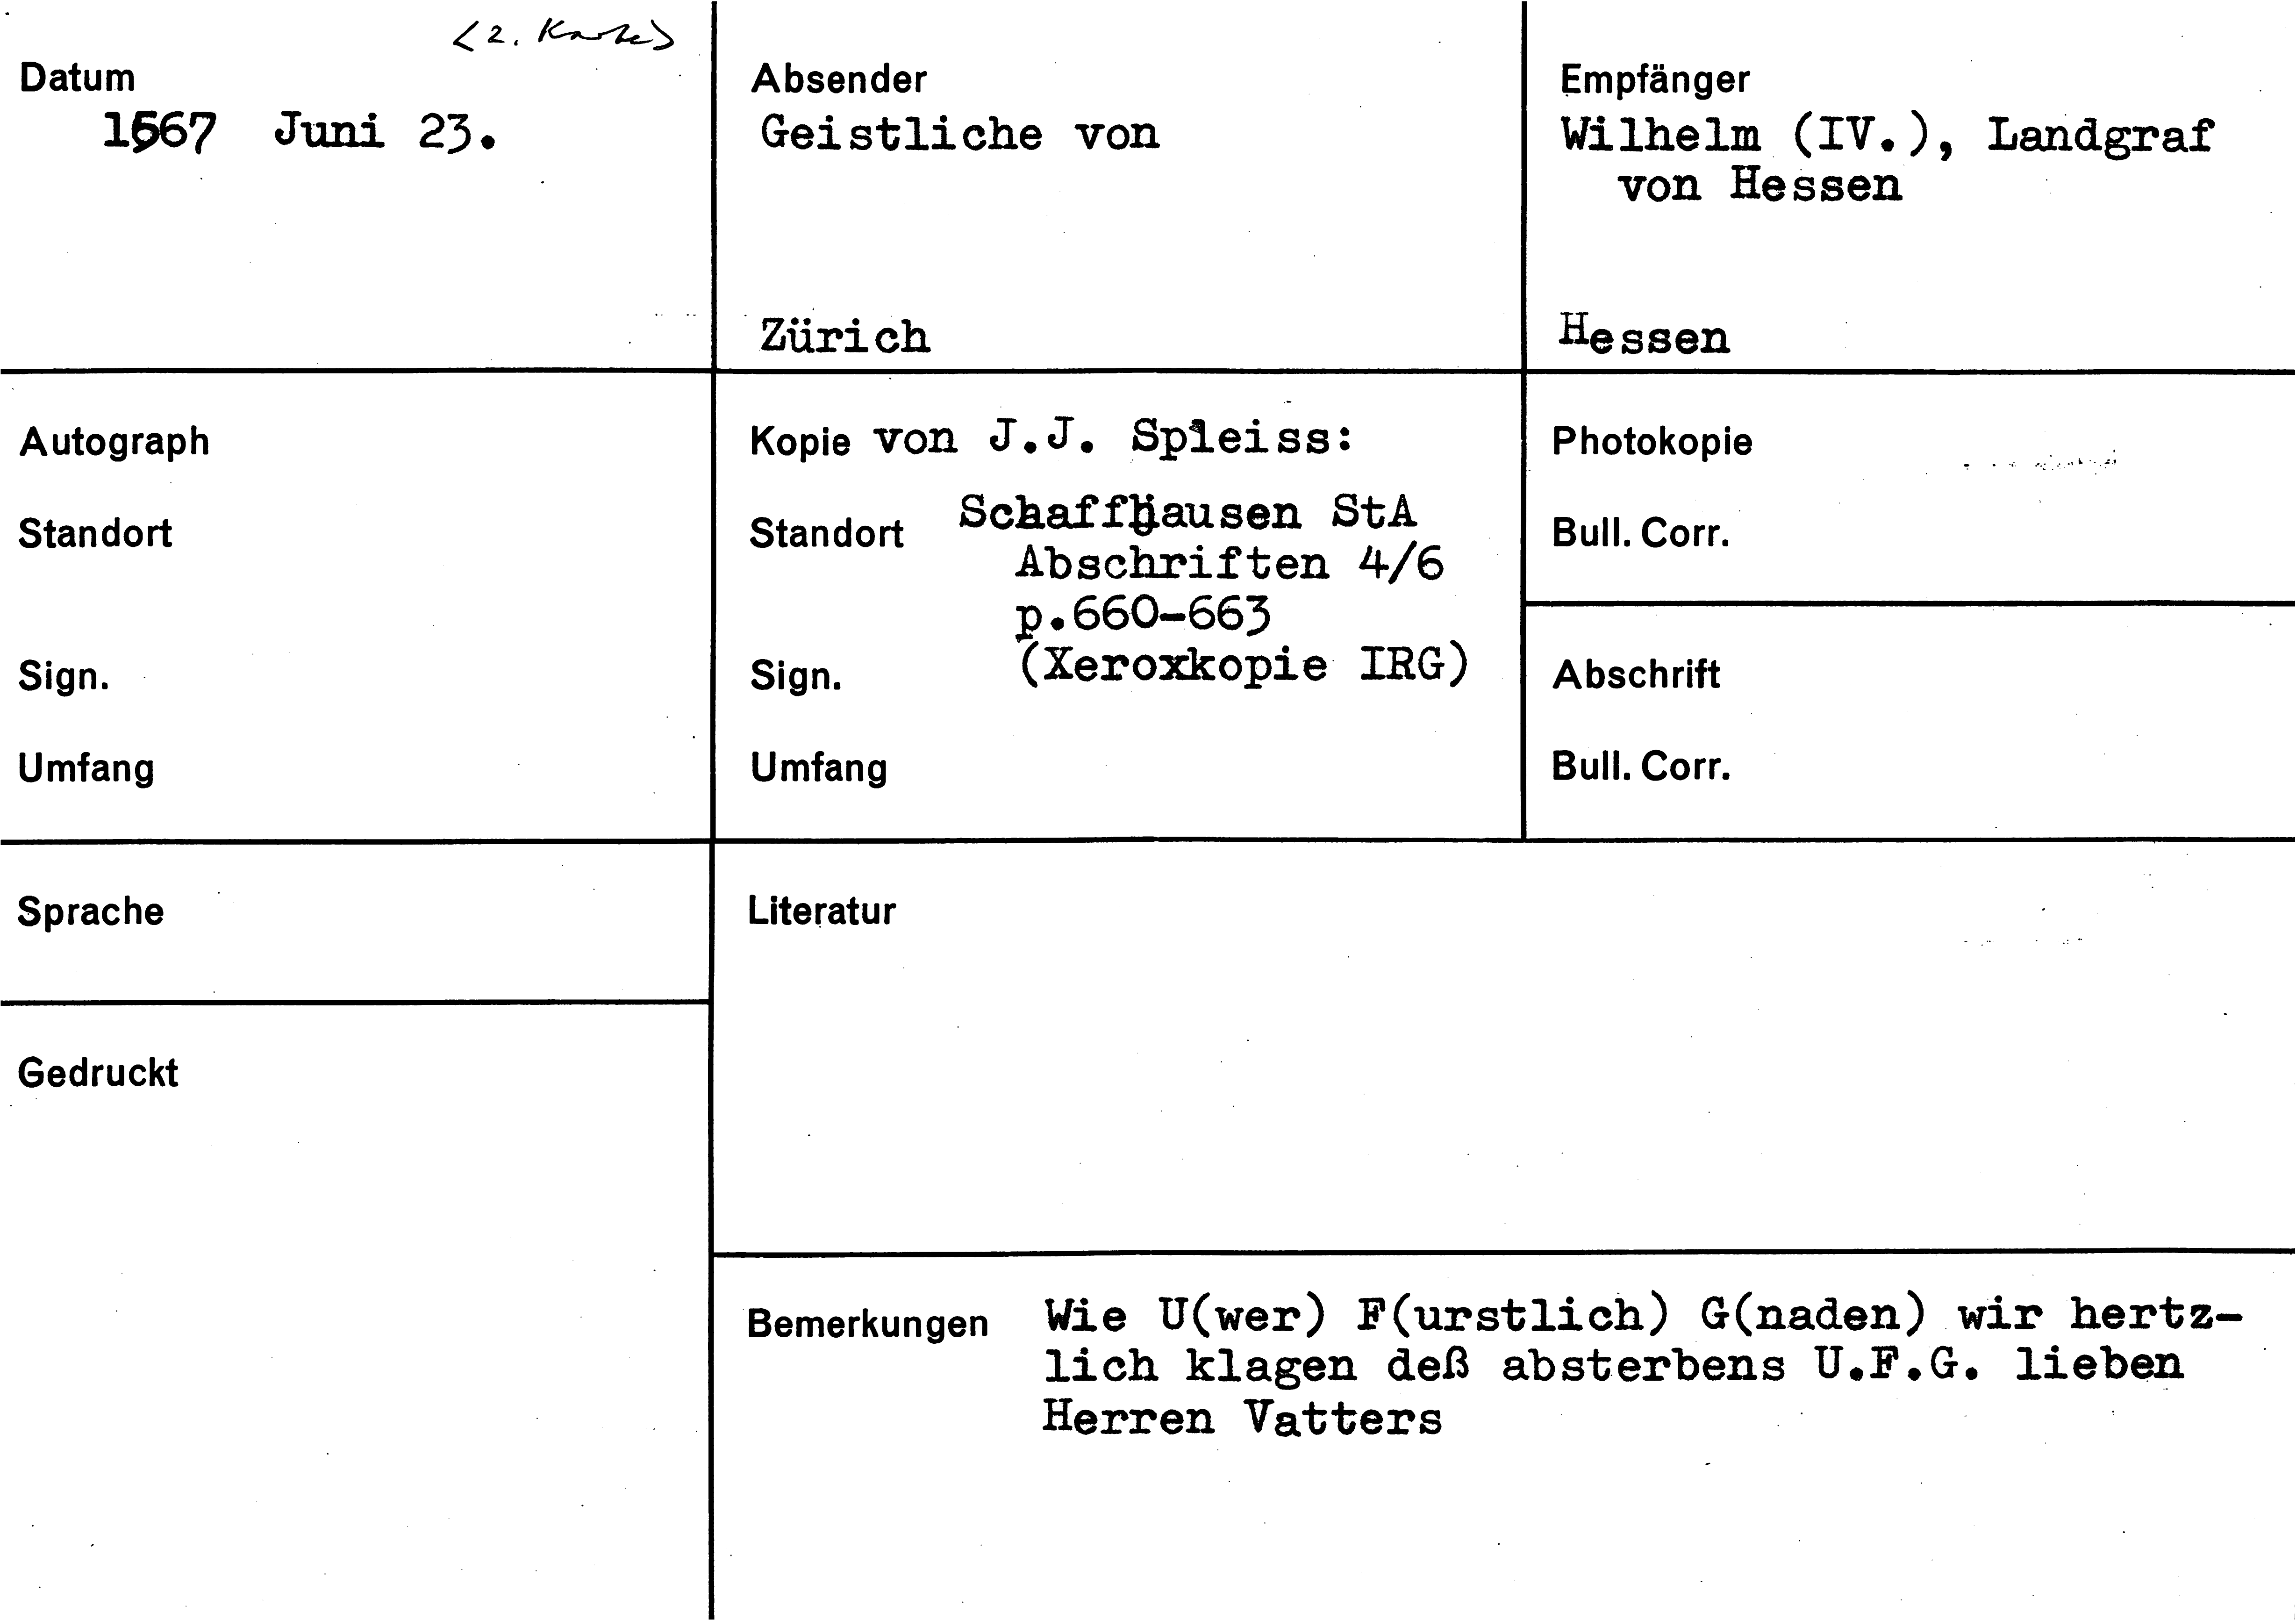 <2. Karte>
Datum
1567 Juni 23.
Absender
Geistliche von
Zürich
Empfänger
Wilhelm (IV.), Landgraf
von Hessen
Hessen
Autograph
Standort
Sign.
Umfang
Kopie von J.J. Spleiss:
Standort Schaffhausen StA
Abschriften 4/6
p.660-663
Sign. (Xeroxkopie IRG)
Umfang
Photokopie
Bull. Corr.
Abschrift
Bull. Corr.
Sprache
Literatur
Gedruckt
Bemerkungen Wie U(wer) F(urstlich) G(naden) wir hertz-
lich klagen deß absterbens U.F.G. lieben
Herren Vatters